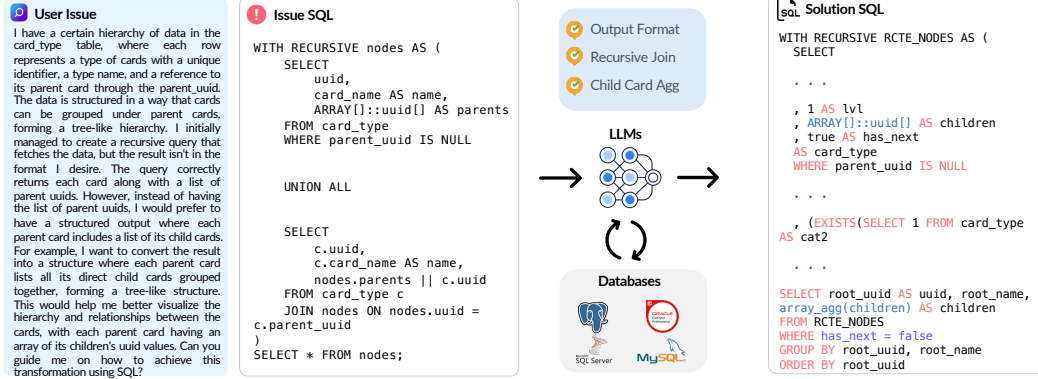 User Issue
I have a certain hierarchy of data in the
card_type table, where each row
represents a type of cards with a unique
identifier, a type name, and a reference to
its parent card through the parent_uuid.
The data is structured in a way that cards
can be grouped under parent cards,
forming a tree-like hierarchy. I initially
managed to create a recursive query that
fetches the data, but the result isn't in the
format I desire. The query correctly
returns each card along with a list of
parent uuids. However, instead of having
the list of parent uuids, I would prefer to
have a structured output where each
parent card includes a list of its child cards.
For example, I want to convert the result
into a structure where each parent card
lists all its direct child cards grouped
together, forming a tree-like structure.
This would help me better visualize the
hierarchy and relationships between the
cards, with each parent card having an
array of its children's uuid values. Can you
guide me on how to achieve this
transformation using SQL?
Issue SQL
WITH RECURSIVE nodes AS (
SELECT
uuid,
card_name AS name,
ARRAY[]::uuid[] AS parents
FROM card_type
WHERE parent_uuid IS NULL
UNION ALL
SELECT
c.uuid,
c.card_name AS name,
nodes.parents || c.uuid
FROM card_type c
JOIN nodes ON nodes.uuid =
c.parent_uuid
)
SELECT * FROM nodes;
Output Format
Recursive Join
Child Card Agg
LLMs
Databases
ORACLE
SQL Server
MySQL
SQL
Solution SQL
WITH RECURSIVE RCTE_NODES AS (
SELECT
. . .
, 1 AS lvl
, ARRAY[]::uuid[] AS children
, true AS has_next
AS card_type
WHERE parent_uuid IS NULL
. . .
, (EXISTS(SELECT 1 FROM card_type
AS cat2
. . .
SELECT root_uuid AS uuid, root_name,
array_agg(children) AS children
FROM RCTE_NODES
WHERE has_next = false
GROUP BY root_uuid, root_name
ORDER BY root_uuid